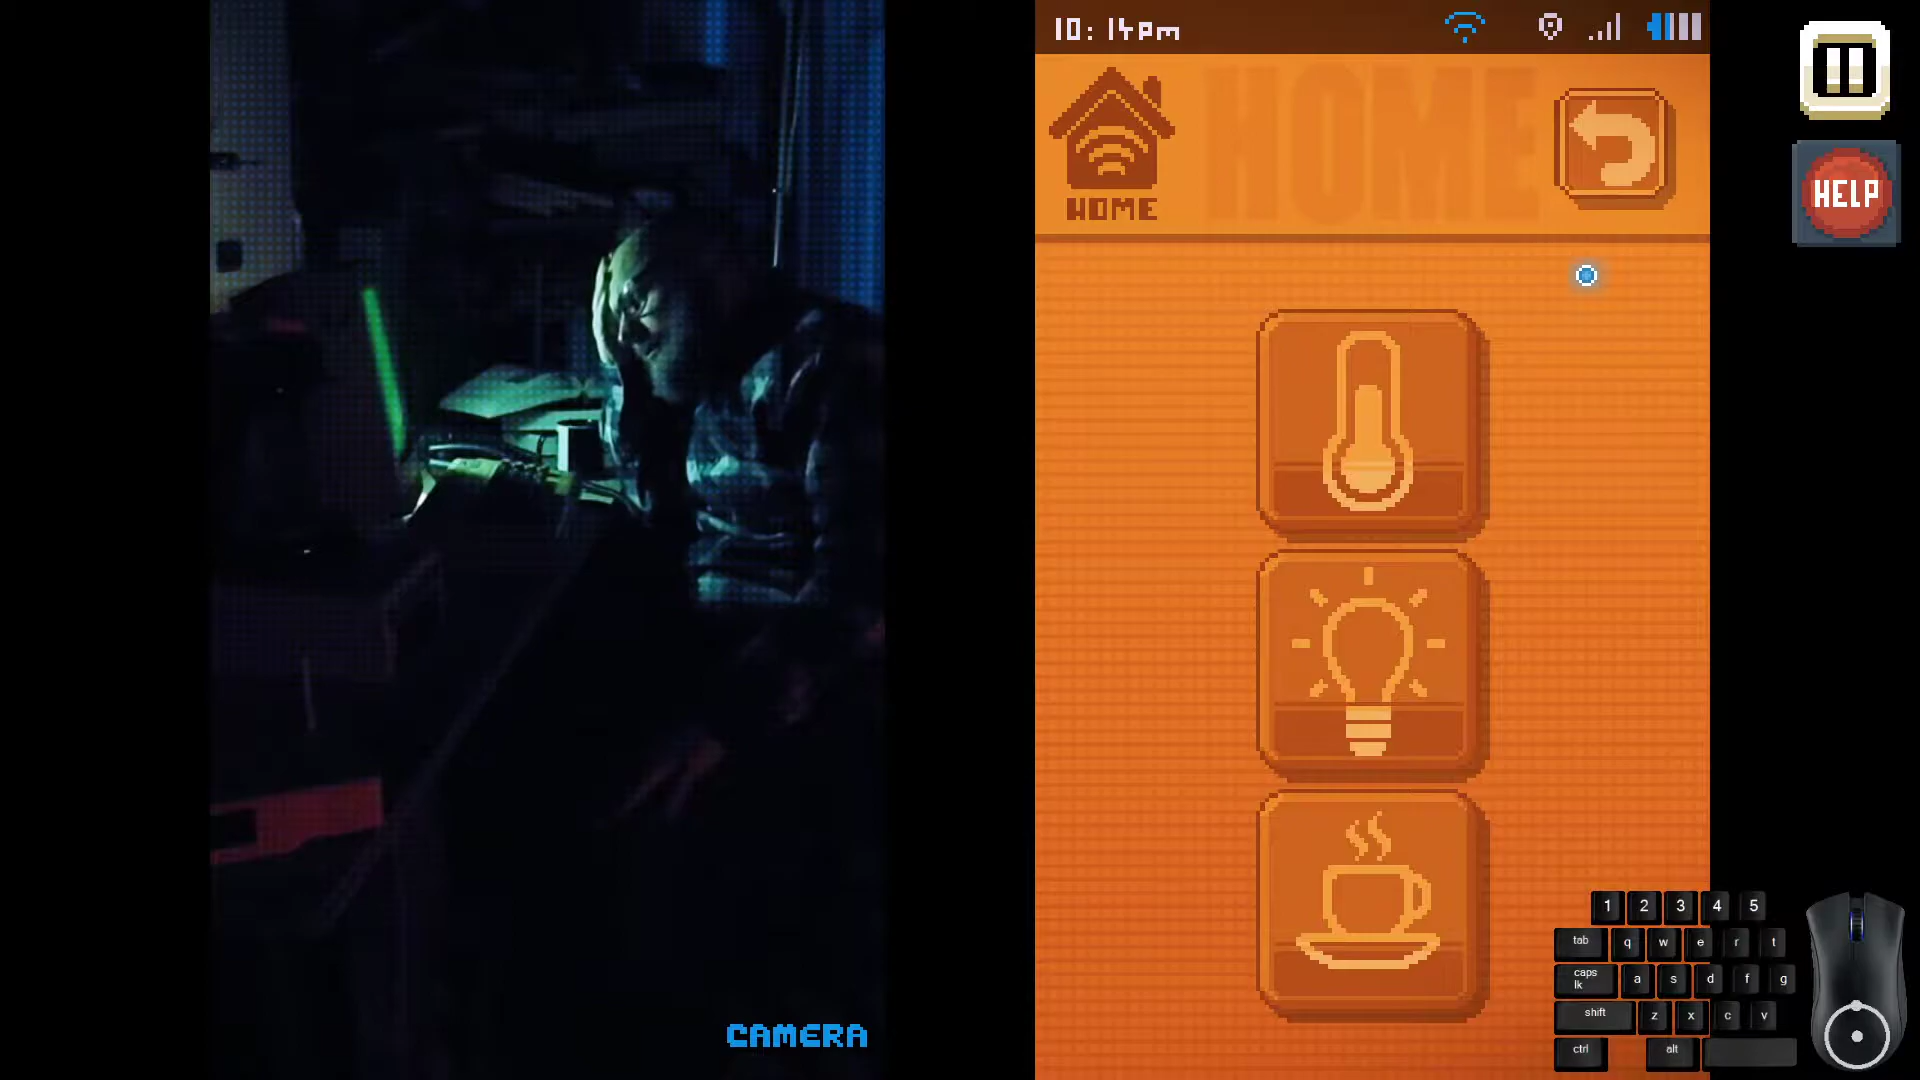 10:14pm
HOME
HOME
HELP
CAMERA
1 2 3 4 5
tab q w e r t
caps lk a s d f g
shift z x c v
ctrl alt